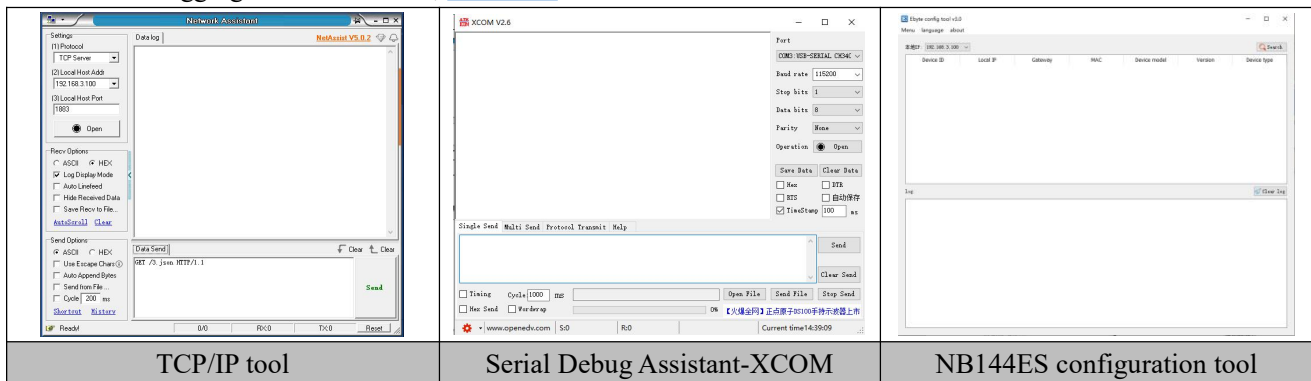 Network Assistant
Settings
(1) Protocol
TCP Server
(2) Local Host Addr
192.168.3.100
(3) Local Host Port
1883
Open
Recv Options
ASCII HEX
Log Display Mode
Auto Linefeed
Hide Received Data
Save Recv to File...
AutoScroll Clear
Send Options
ASCII HEX
Use Escape Chars
Auto Append Bytes
Send from File ...
Cycle 200 ms
Shortcut History
Data log
NetAssist V5.0.2
Data Send
Clear Clear
GET /3.json HTTP/1.1
Send
Ready!
0/0
RX:0
TX:0
Reset
XCOM V2.6
Port
COM3:USB-SERIAL CH34C
Baud rate 115200
Stop bits 1
Data bits 8
Parity None
Operation Open
Save Data Clear Data
Hex DTR
RTS 自动保存
TimeStamp 100 ms
Single Send Multi Send Protocol Transmit Help
Send
Clear Send
Timing Cycle 1000 ms Open File Send File Stop Send
Hex Send Wordwrap 0% 【火爆全网】正点原子DS100手持示波器上市
www.openedv.com S:0 R:0 Current time14:39:09
Ebyte config tool v3.0
Menu language about
本地IP: 192.168.3.100 Search
Device ID Local IP Gateway MAC Device model Version Device type
log
Clear log
TCP/IP tool
Serial Debug Assistant-XCOM
NB144ES configuration tool